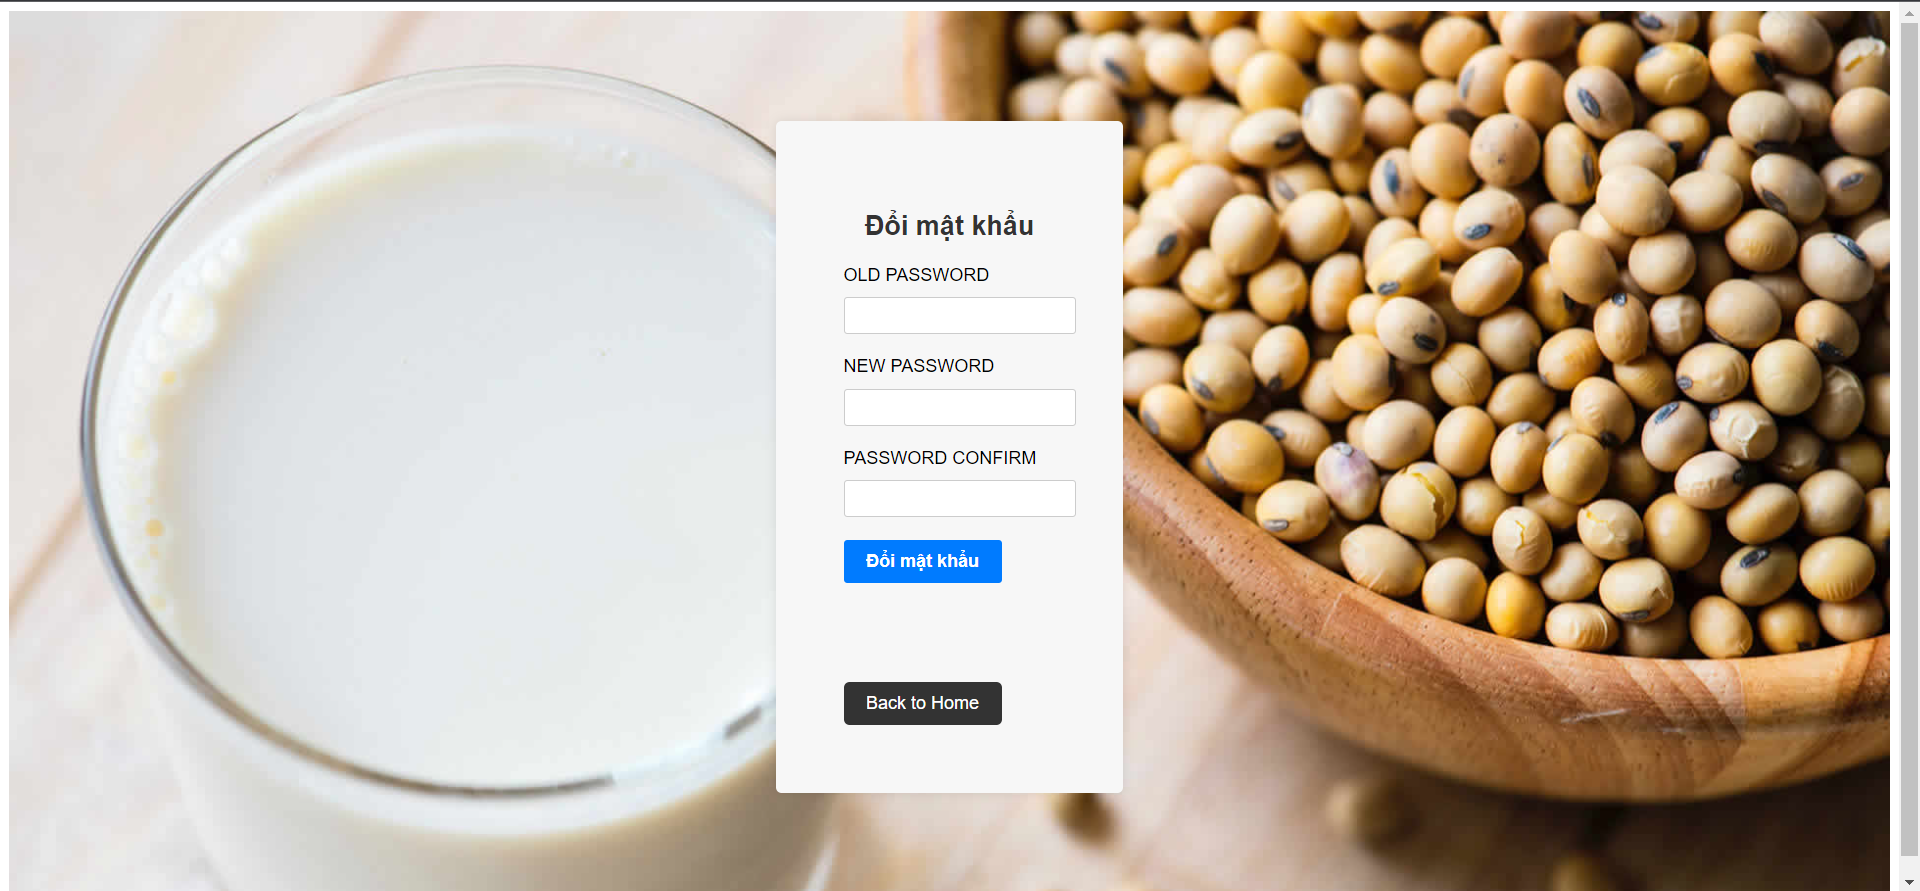 Đổi mật khẩu
OLD PASSWORD
NEW PASSWORD
PASSWORD CONFIRM
Đổi mật khẩu
Back to Home